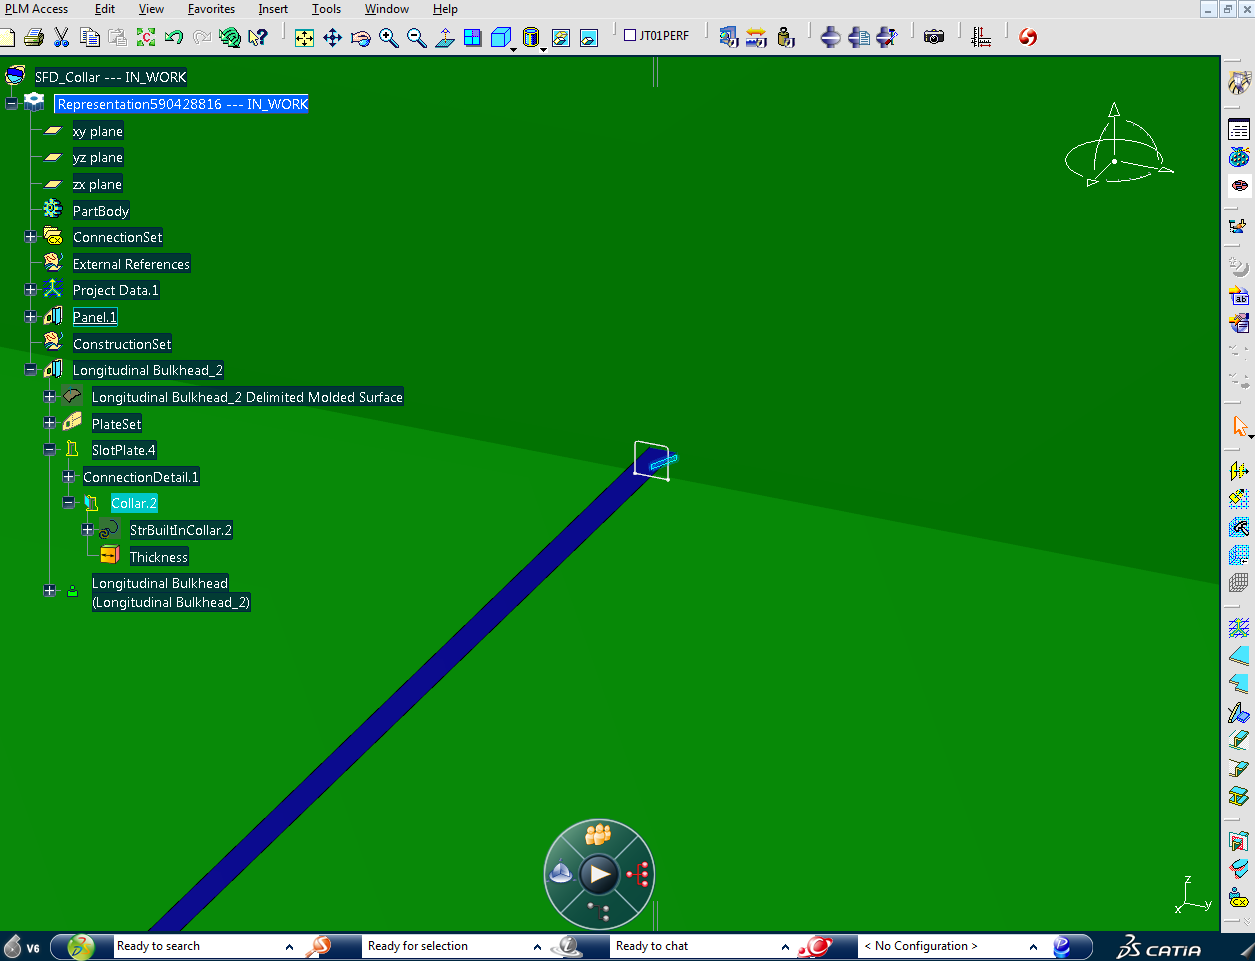 PLM Access Edit View Favorites Insert Tools Window Help
JT01PERF
SFD_Collar --- IN_WORK
Representation590428816 --- IN_WORK
xy plane
yz plane
zx plane
PartBody
ConnectionSet
External References
Project Data.1
Panel.1
ConstructionSet
Longitudinal Bulkhead_2
Longitudinal Bulkhead_2 Delimited Molded Surface
PlateSet
SlotPlate.4
ConnectionDetail.1
Collar.2
StrBuiltInCollar.2
Thickness
Longitudinal Bulkhead
(Longitudinal Bulkhead_2)
z
x y
V6 Ready to search Ready for selection Ready to chat < No Configuration > CATIA